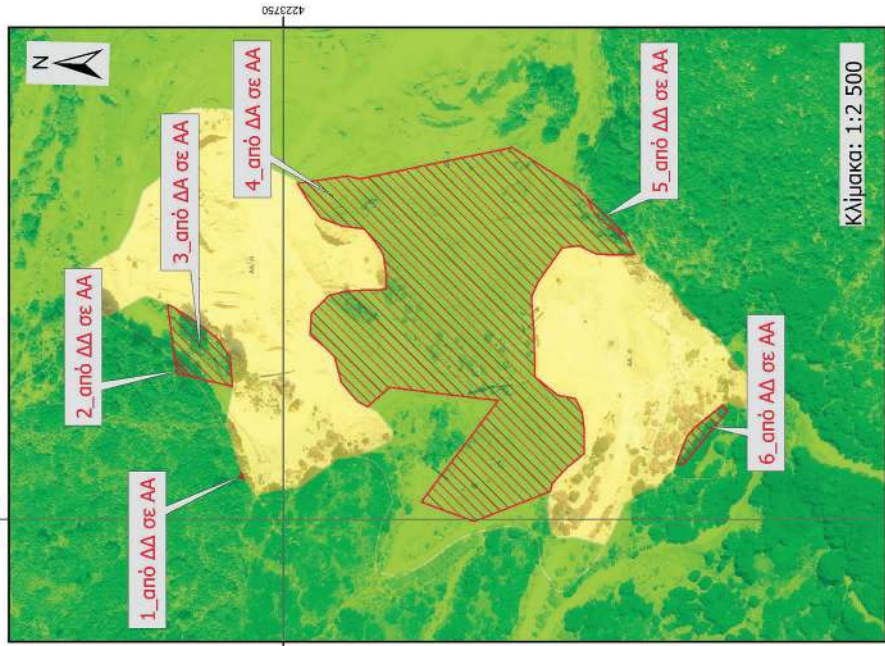 4223750
N
1_από ΔΔ σε ΑΑ
2_από ΔΔ σε ΑΑ
3_από ΔΑ σε ΑΑ
4_από ΔΑ σε ΑΑ
5_από ΔΔ σε ΑΑ
6_από ΑΔ σε ΑΑ
Κλίμακα: 1:2 500